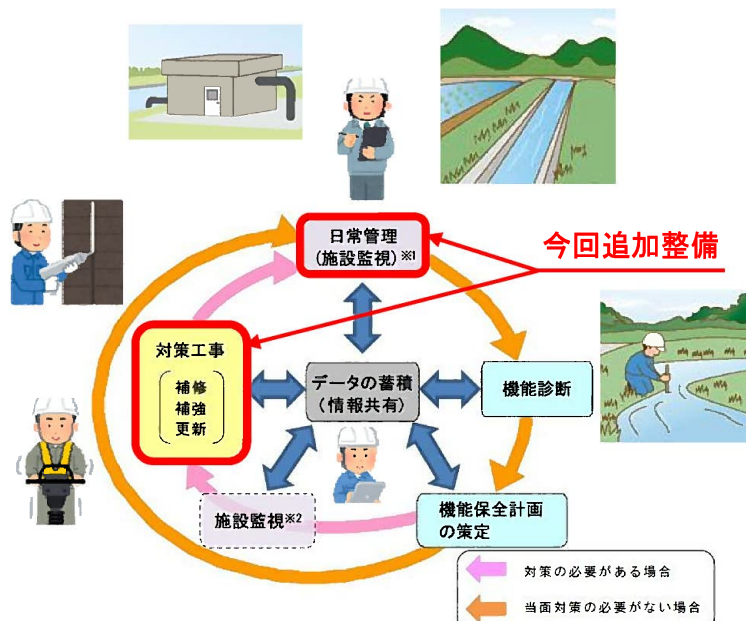 日常管理
(施設監視)※1
今回追加整備
対策工事
補修
補強
更新
データの蓄積
(情報共有)
機能診断
施設監視※2
機能保全計画
の策定
対策の必要がある場合
当面対策の必要がない場合